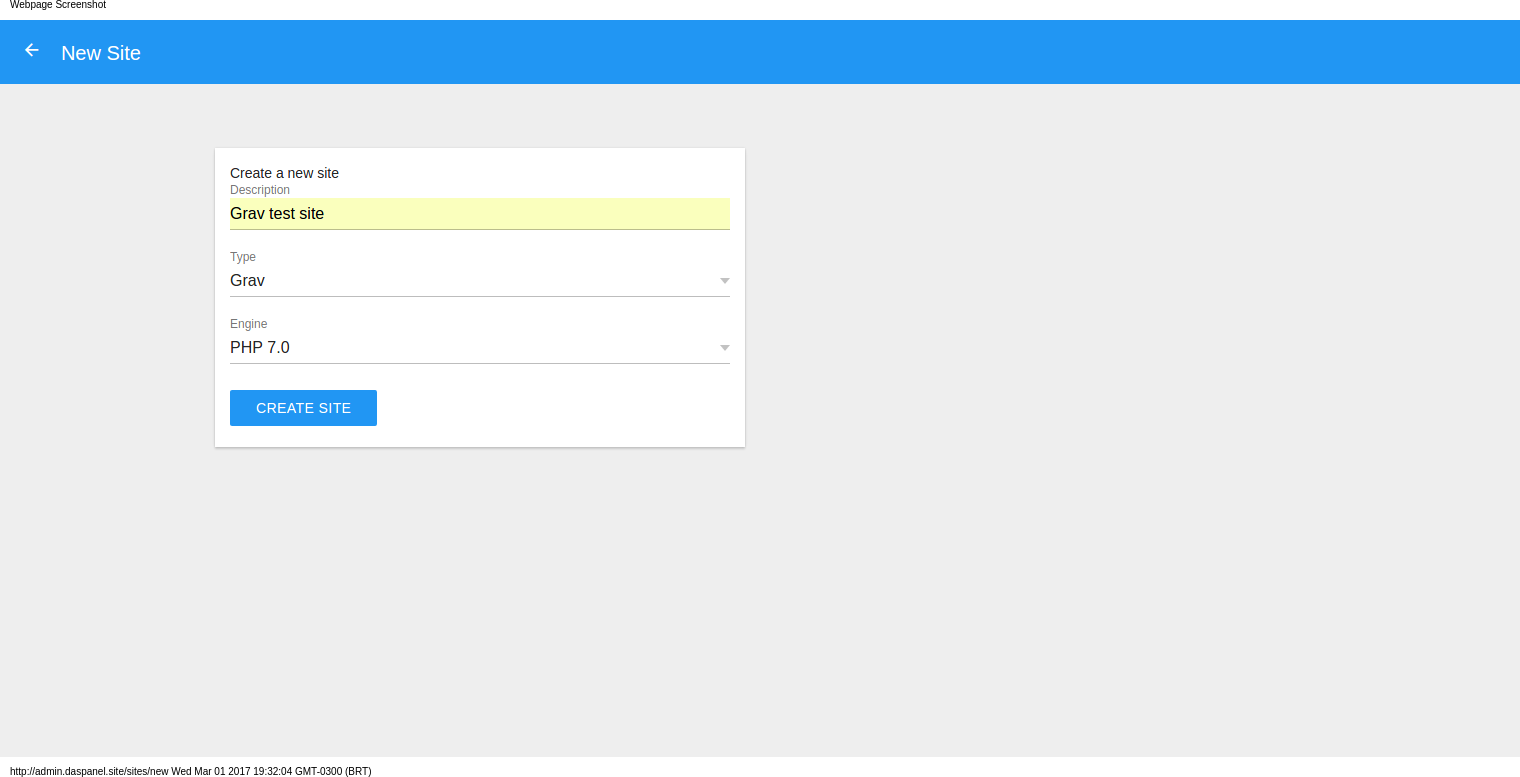 Webpage Screenshot
New Site
Create a new site
Description
Grav test site
Type
Grav
Engine
PHP 7.0
CREATE SITE
http://admin.daspanel.site/sites/new Wed Mar 01 2017 19:32:04 GMT-0300 (BRT)